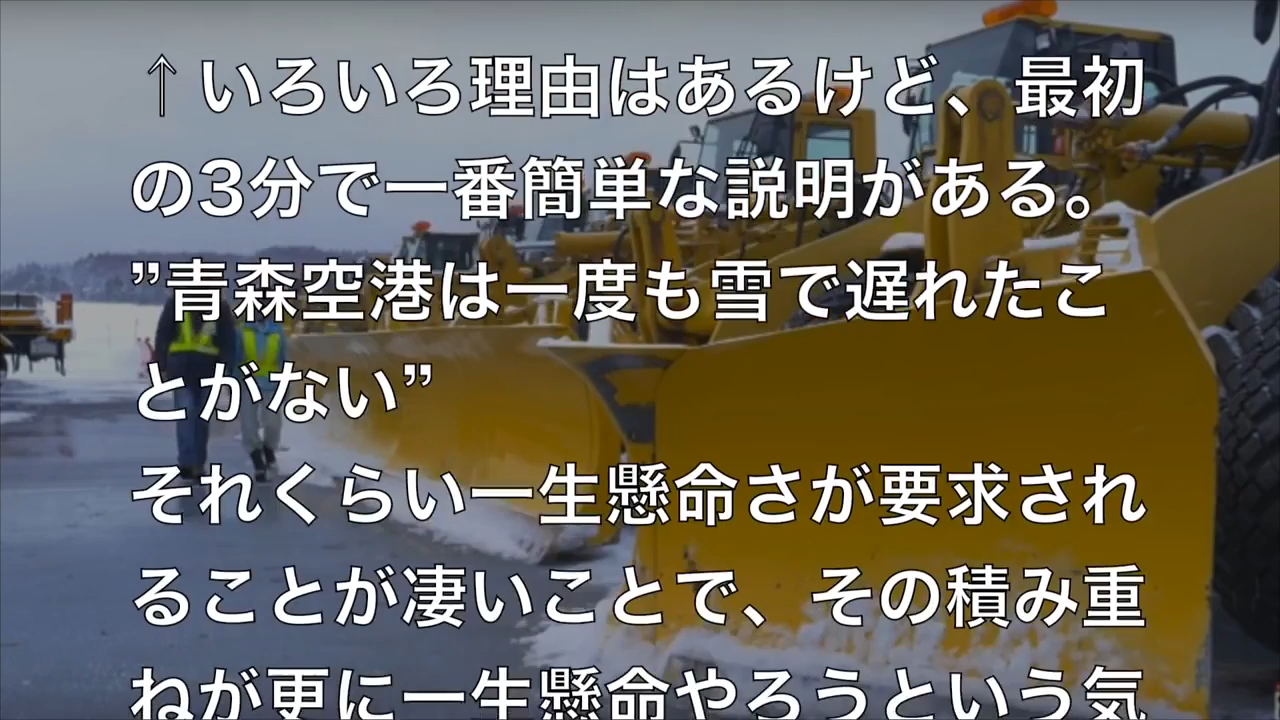 ↑いろいろ理由はあるけど、最初
の3分で一番簡単な説明がある。
”青森空港は一度も雪で遅れたこ
とがない”
それくらい一生懸命さが要求され
ることが凄いことで、その積み重
ねが更に一生懸命やろうという気